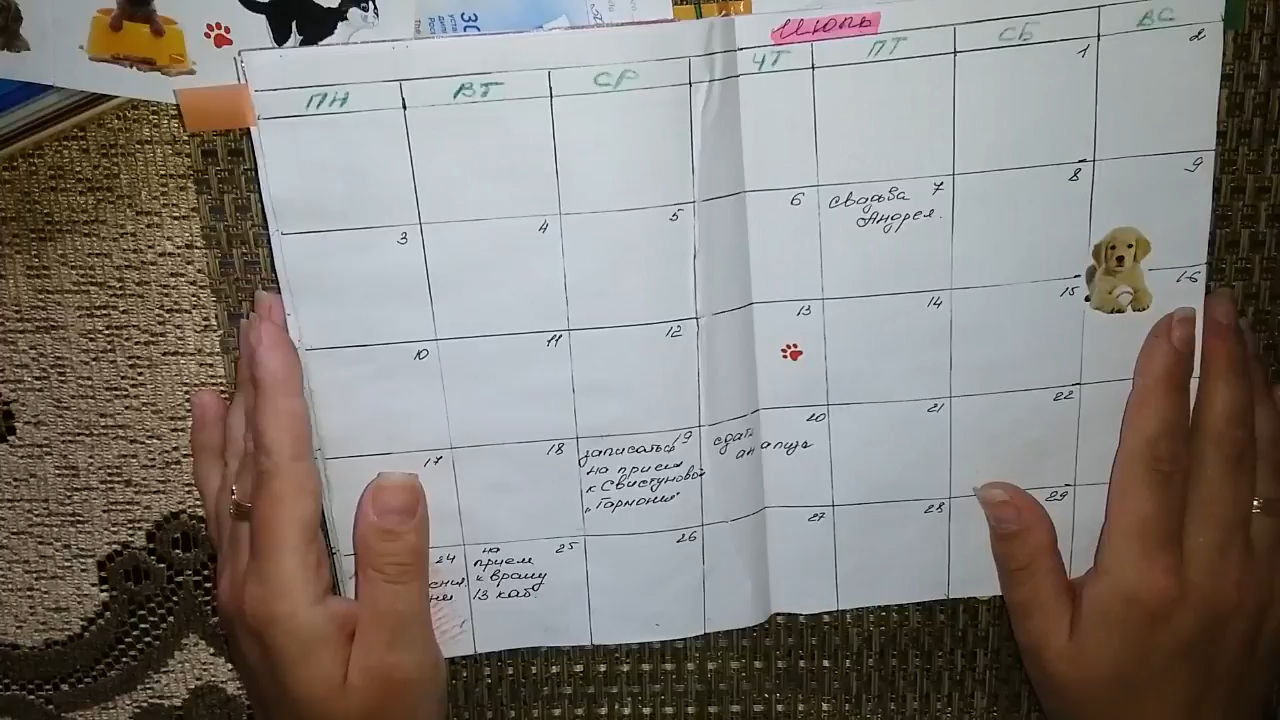 Июль
ПН ВТ СР ЧТ ПТ СБ ВС
1 2
3 4 5 6 7 8 9
свадьба
Андрея.
10 11 12 13 14 15 16
17 18 19 20 21 22
записаться
на прием
к Свистуновой
„Гармония"
сдать
анализы
24 25 26 27 28 29
на
прием
к врачу
13 каб.